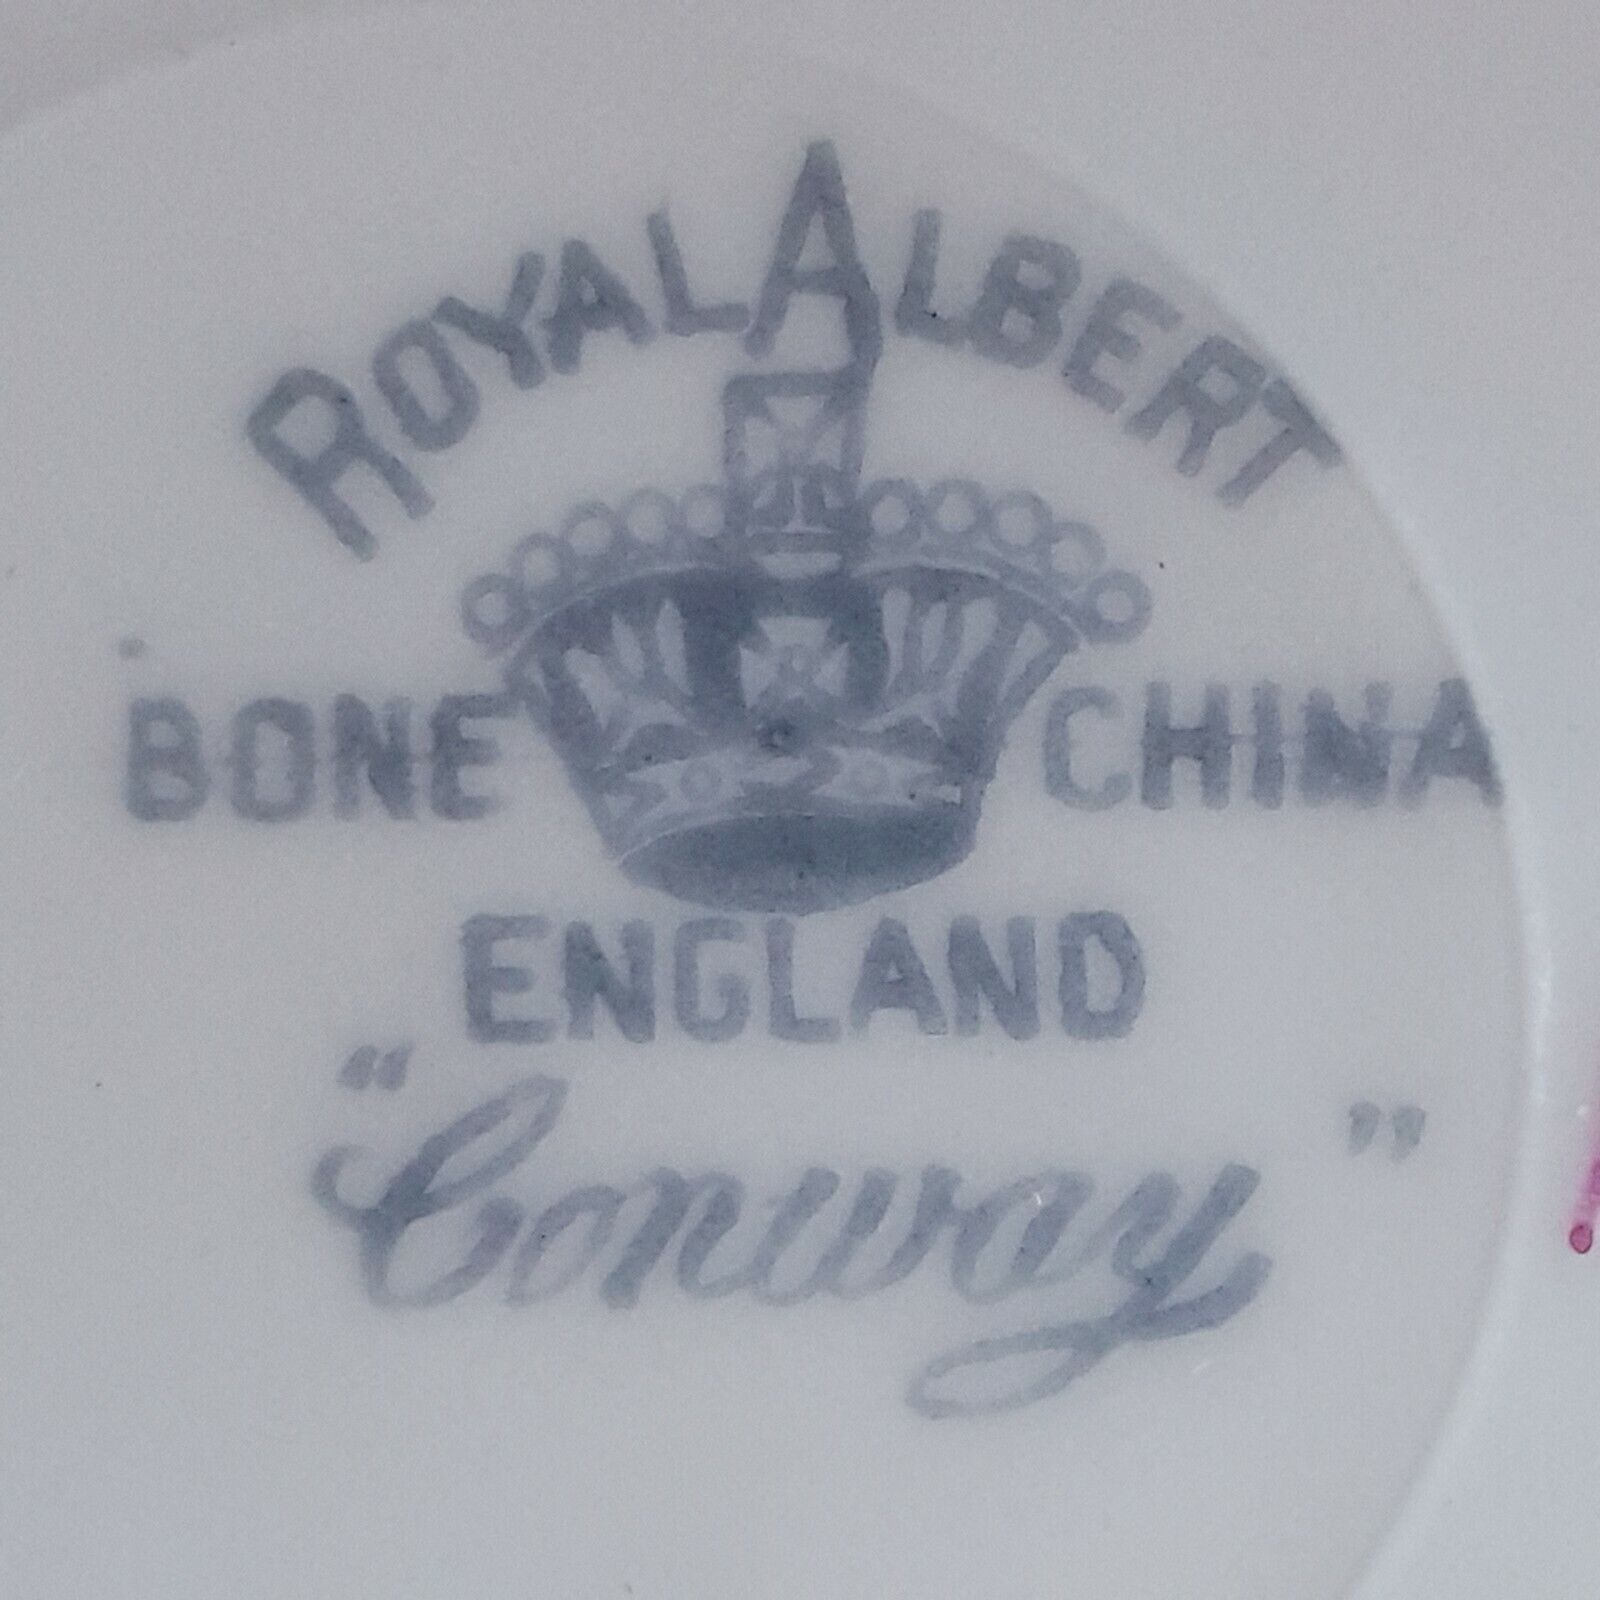 ROYAL ALBERT
BONE CHINA
ENGLAND
"Conway"